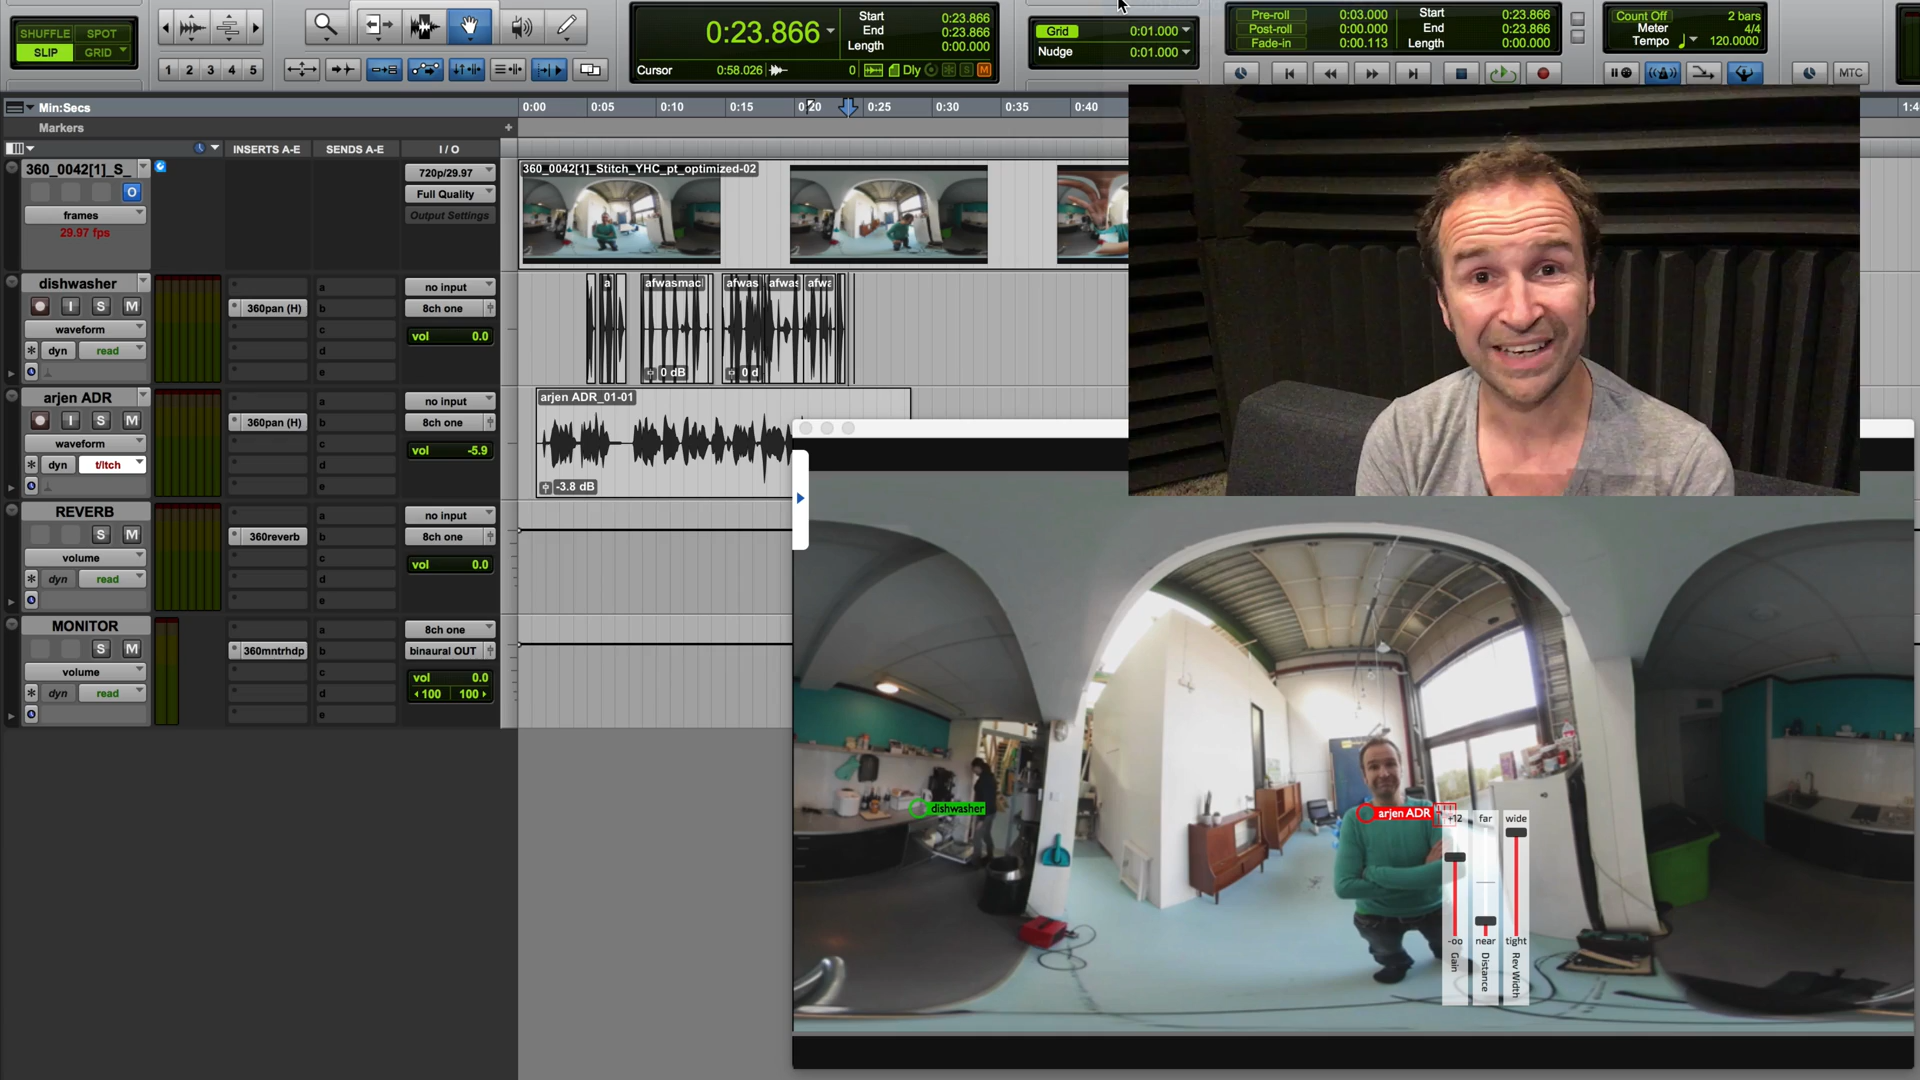 SHUFFLE SPOT
SLIP GRID
1 2 3 4 5
0:23.866
Start 0:23.866
End 0:23.866
Length 0:00.000
Cursor 0:58.026 0 Dly S M
Grid 0:01.000
Nudge 0:01.000
Pre-roll 0:03.000
Post-roll 0:00.000
Fade-in 0:00.113
Start 0:23.866
End 0:23.866
Length 0:00.000
Count Off 2 bars
Meter 4/4
Tempo 120.0000
MTC
Min:Secs
0:00 0:05 0:10 0:15 0:20 0:25 0:30 0:35 0:40
Markers
INSERTS A-E SENDS A-E I / O
360_0042[1]_S_
O
frames
29.97 fps
720p/29.97
Full Quality
Output Settings
360_0042[1]_Stitch_YHC_pt_optimized-02
dishwasher
I S M
waveform
dyn read
360pan (H)
a
b
c
d
e
no input
8ch one
vol 0.0
a afwasmacl afwas afwas afwa
0 dB 0 d
arjen ADR
I S M
waveform
dyn t/ltch
360pan (H)
a
b
c
d
e
no input
8ch one
vol -5.9
arjen ADR_01-01
-3.8 dB
REVERB
S M
volume
dyn read
360reverb
a
b
c
d
e
no input
8ch one
vol 0.0
MONITOR
S M
volume
dyn read
360mntrhdp
a
b
c
d
e
8ch one
binaural OUT
vol 0.0
100 100
dishwasher
arjen ADR
+12 far wide
-oo near tight
Gain Distance Rev Width